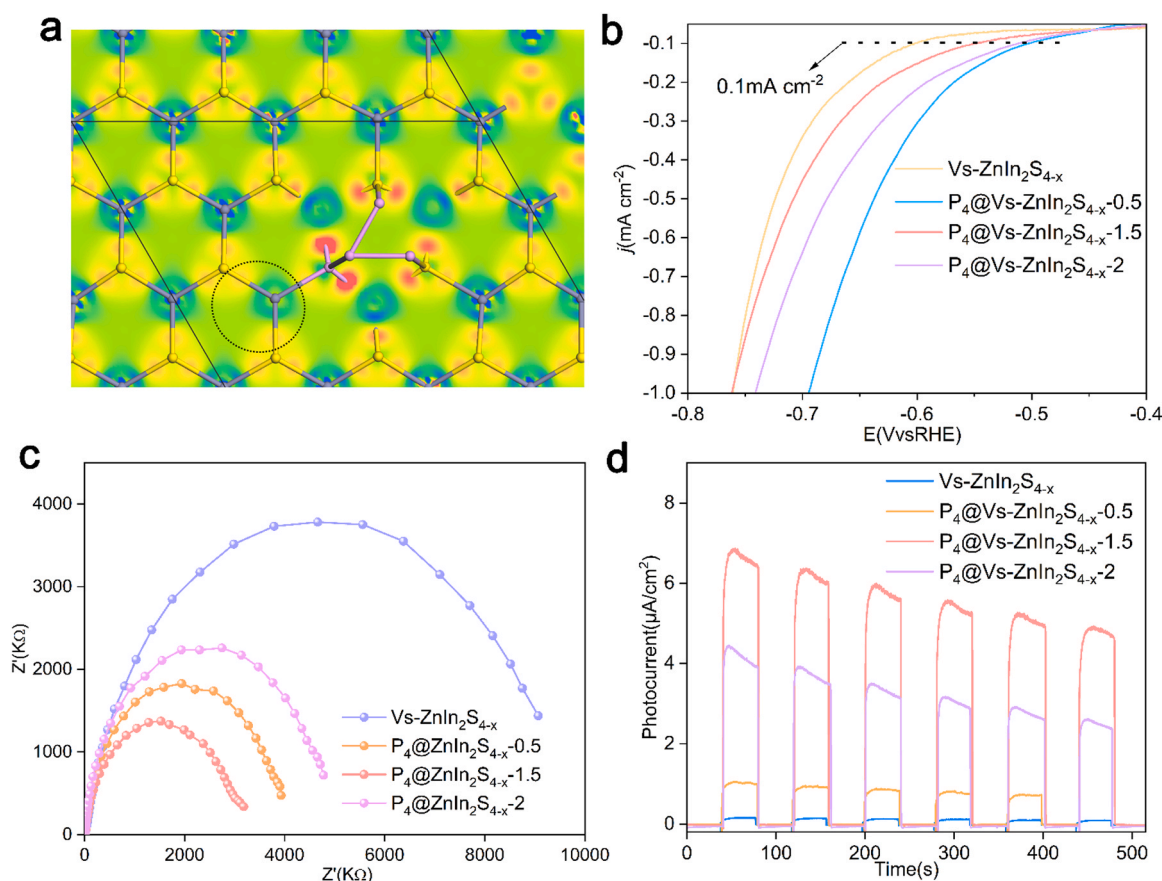 a
b
-0.1
-0.2
-0.3
-0.4
-0.5
-0.6
-0.7
-0.8
-0.9
-1.0
j(mA cm⁻²)
0.1mA cm⁻²
Vs-ZnIn₂S₄₋ₓ
P₄@Vs-ZnIn₂S₄₋ₓ-0.5
P₄@Vs-ZnIn₂S₄₋ₓ-1.5
P₄@Vs-ZnIn₂S₄₋ₓ-2
-0.8 -0.7 -0.6 -0.5 -0.4
E(VvsRHE)
c
4000
3000
2000
1000
0
Z'(KΩ)
Vs-ZnIn₂S₄₋ₓ
P₄@ZnIn₂S₄₋ₓ-0.5
P₄@ZnIn₂S₄₋ₓ-1.5
P₄@ZnIn₂S₄₋ₓ-2
0 2000 4000 6000 8000 10000
Z'(KΩ)
d
8
6
4
2
0
Photocurrent(μA/cm²)
Vs-ZnIn₂S₄₋ₓ
P₄@Vs-ZnIn₂S₄₋ₓ-0.5
P₄@Vs-ZnIn₂S₄₋ₓ-1.5
P₄@Vs-ZnIn₂S₄₋ₓ-2
0 100 200 300 400 500
Time(s)